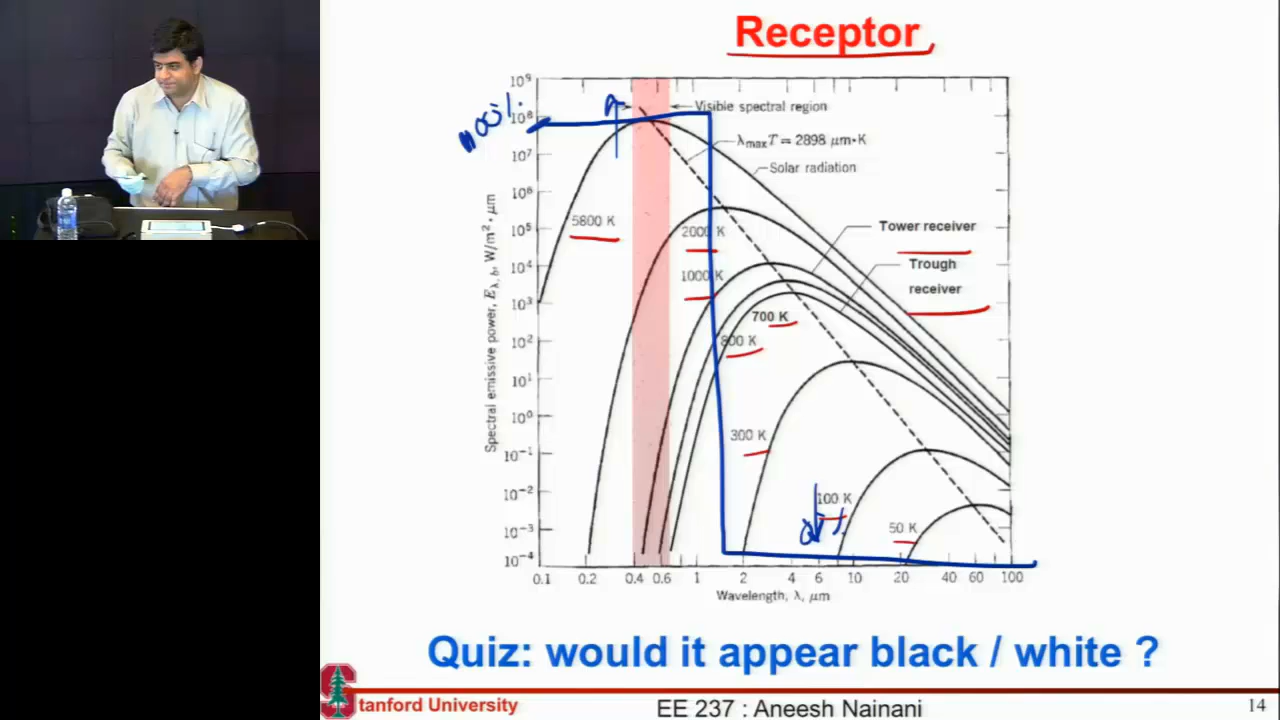 Receptor
100%
10⁹
10⁸
10⁷
10⁶
10⁵
10⁴
10³
10²
10¹
10⁰
10⁻¹
10⁻²
10⁻³
10⁻⁴
Spectral emissive power, Eλ,b, W/m² · μm
Visible spectral region
λmaxT = 2898 μm·K
Solar radiation
5800 K
2000 K
Tower receiver
1000 K
Trough
receiver
700 K
800 K
300 K
100 K
50 K
0.1 0.2 0.4 0.6 1 2 4 6 10 20 40 60 100
Wavelength, λ, μm
Quiz: would it appear black / white ?
Stanford University
EE 237 : Aneesh Nainani
14